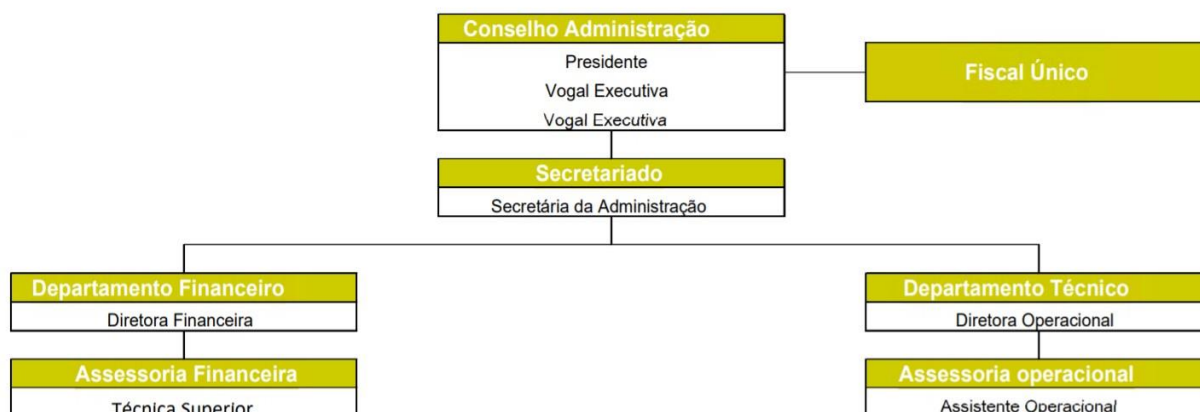 Conselho Administração
Presidente
Vogal Executiva
Vogal Executiva
Fiscal Único
Secretariado
Secretária da Administração
Departamento Financeiro
Diretora Financeira
Departamento Técnico
Diretora Operacional
Assessoria Financeira
Técnica Superior
Assessoria operacional
Assistente Operacional